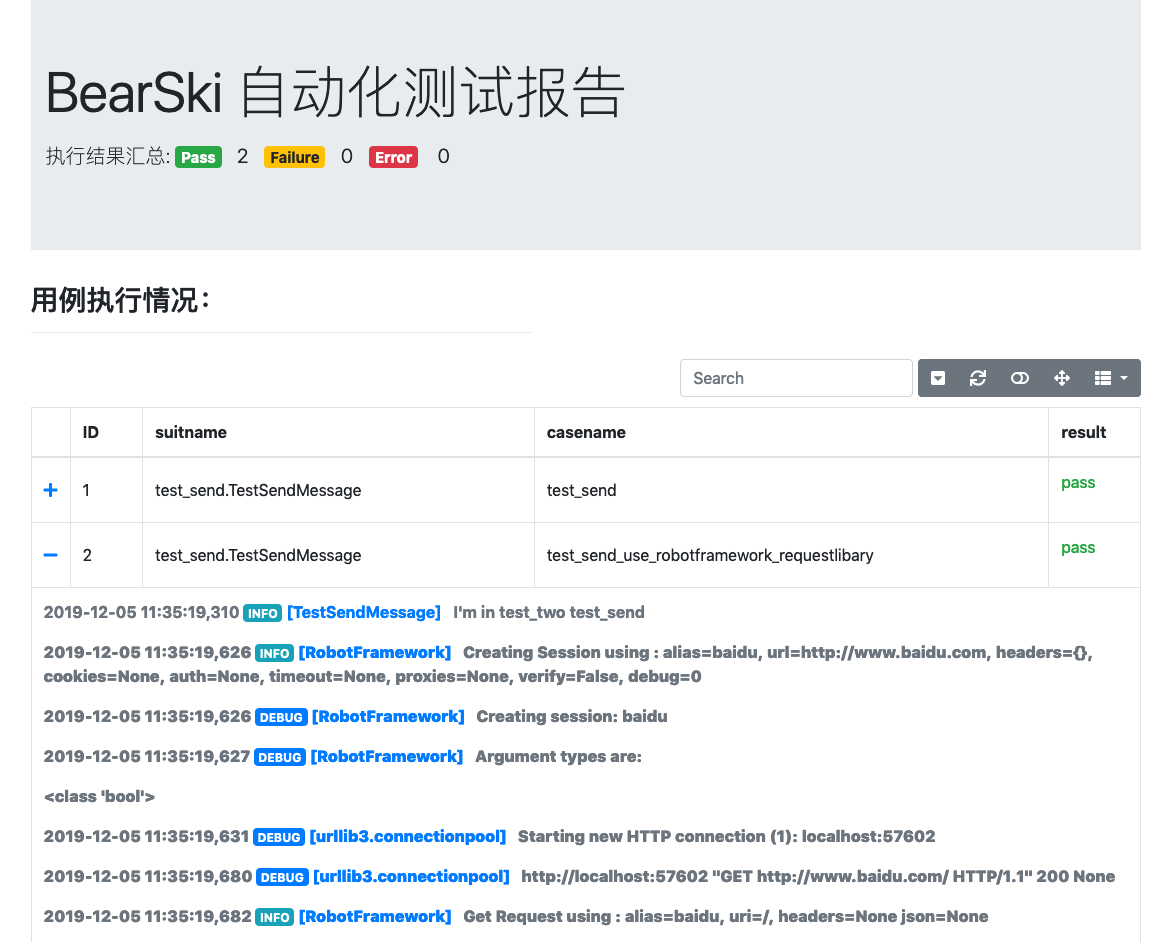 BearSki 自动化测试报告
执行结果汇总: Pass 2 Failure 0 Error 0
用例执行情况：
Search
ID suitname casename result
1 test_send.TestSendMessage test_send pass
2 test_send.TestSendMessage test_send_use_robotframework_requestlibary pass
2019-12-05 11:35:19,310 INFO [TestSendMessage] I'm in test_two test_send
2019-12-05 11:35:19,626 INFO [RobotFramework] Creating Session using : alias=baidu, url=http://www.baidu.com, headers={},
cookies=None, auth=None, timeout=None, proxies=None, verify=False, debug=0
2019-12-05 11:35:19,626 DEBUG [RobotFramework] Creating session: baidu
2019-12-05 11:35:19,627 DEBUG [RobotFramework] Argument types are:
<class 'bool'>
2019-12-05 11:35:19,631 DEBUG [urllib3.connectionpool] Starting new HTTP connection (1): localhost:57602
2019-12-05 11:35:19,680 DEBUG [urllib3.connectionpool] http://localhost:57602 "GET http://www.baidu.com/ HTTP/1.1" 200 None
2019-12-05 11:35:19,682 INFO [RobotFramework] Get Request using : alias=baidu, uri=/, headers=None json=None